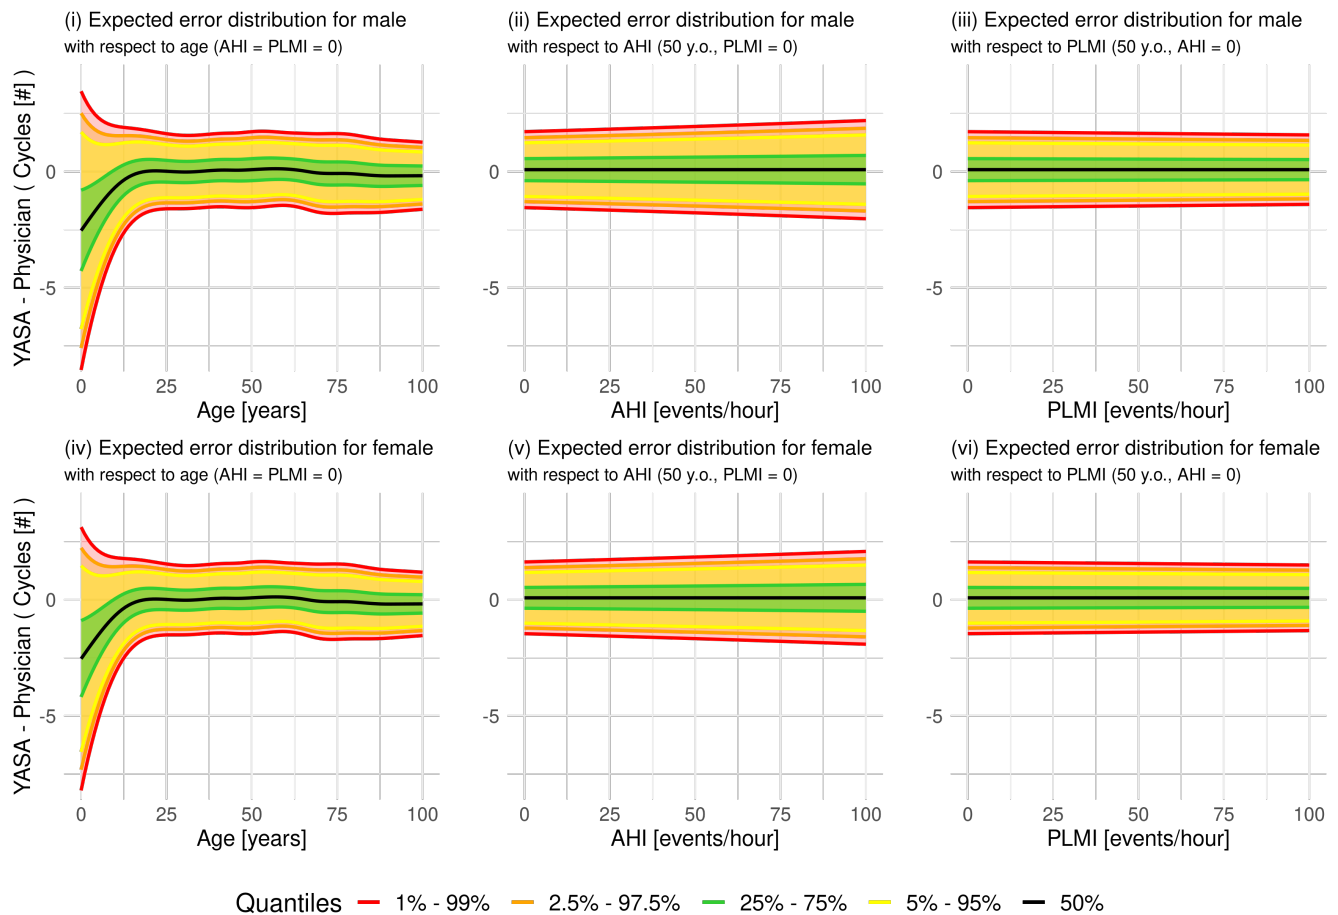 (i) Expected error distribution for male
with respect to age (AHI = PLMI = 0)
YASA - Physician ( Cycles [#] )
0
-5
0 25 50 75 100
Age [years]
(ii) Expected error distribution for male
with respect to AHI (50 y.o., PLMI = 0)
0
-5
0 25 50 75 100
AHI [events/hour]
(iii) Expected error distribution for male
with respect to PLMI (50 y.o., AHI = 0)
0
-5
0 25 50 75 100
PLMI [events/hour]
(iv) Expected error distribution for female
with respect to age (AHI = PLMI = 0)
YASA - Physician ( Cycles [#] )
0
-5
0 25 50 75 100
Age [years]
(v) Expected error distribution for female
with respect to AHI (50 y.o., PLMI = 0)
0
-5
0 25 50 75 100
AHI [events/hour]
(vi) Expected error distribution for female
with respect to PLMI (50 y.o., AHI = 0)
0
-5
0 25 50 75 100
PLMI [events/hour]
Quantiles 1% - 99% 2.5% - 97.5% 25% - 75% 5% - 95% 50%